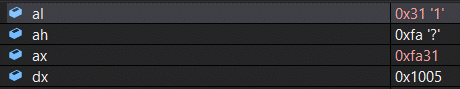 al 0x31 '1'
ah 0xfa '?'
ax 0xfa31
dx 0x1005